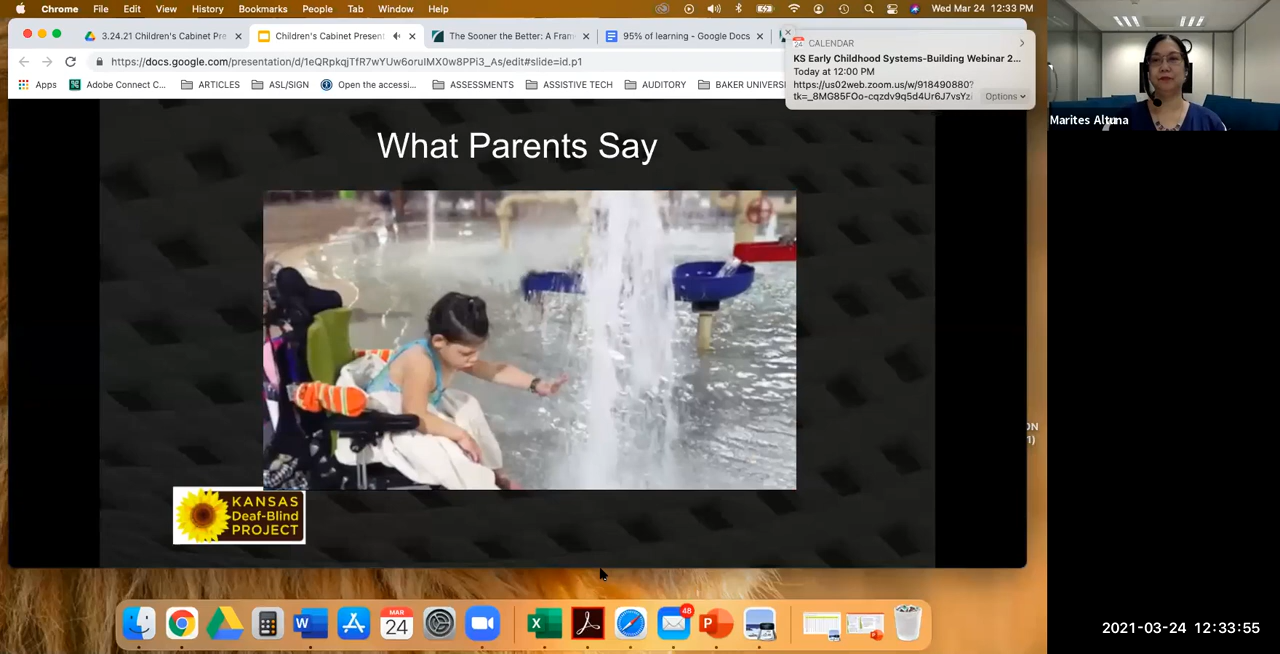 Chrome File Edit View History Bookmarks People Tab Window Help Wed Mar 24 12:33 PM
3.24.21 Children's Cabinet Pre
Children's Cabinet Present
The Sooner the Better: A Fram
95% of learning - Google Docs
https://docs.google.com/presentation/d/1eQRpkqjTfR7wYUw6oruIMX0w8PPi3_As/edit#slide=id.p1
Apps Adobe Connect C... ARTICLES ASL/SIGN Open the accessi... ASSESSMENTS ASSISTIVE TECH AUDITORY BAKER UNIVERSI
CALENDAR
KS Early Childhood Systems-Building Webinar 2...
Today at 12:00 PM
https://us02web.zoom.us/w/918490880?
tk=_8MG85FOo-cqzdv9q5d4Ur6J7vsYzi
Options
Marites Altuna
What Parents Say
KANSAS
Deaf-Blind
PROJECT
ON
1)
MAR
24
48
2021-03-24 12:33:55